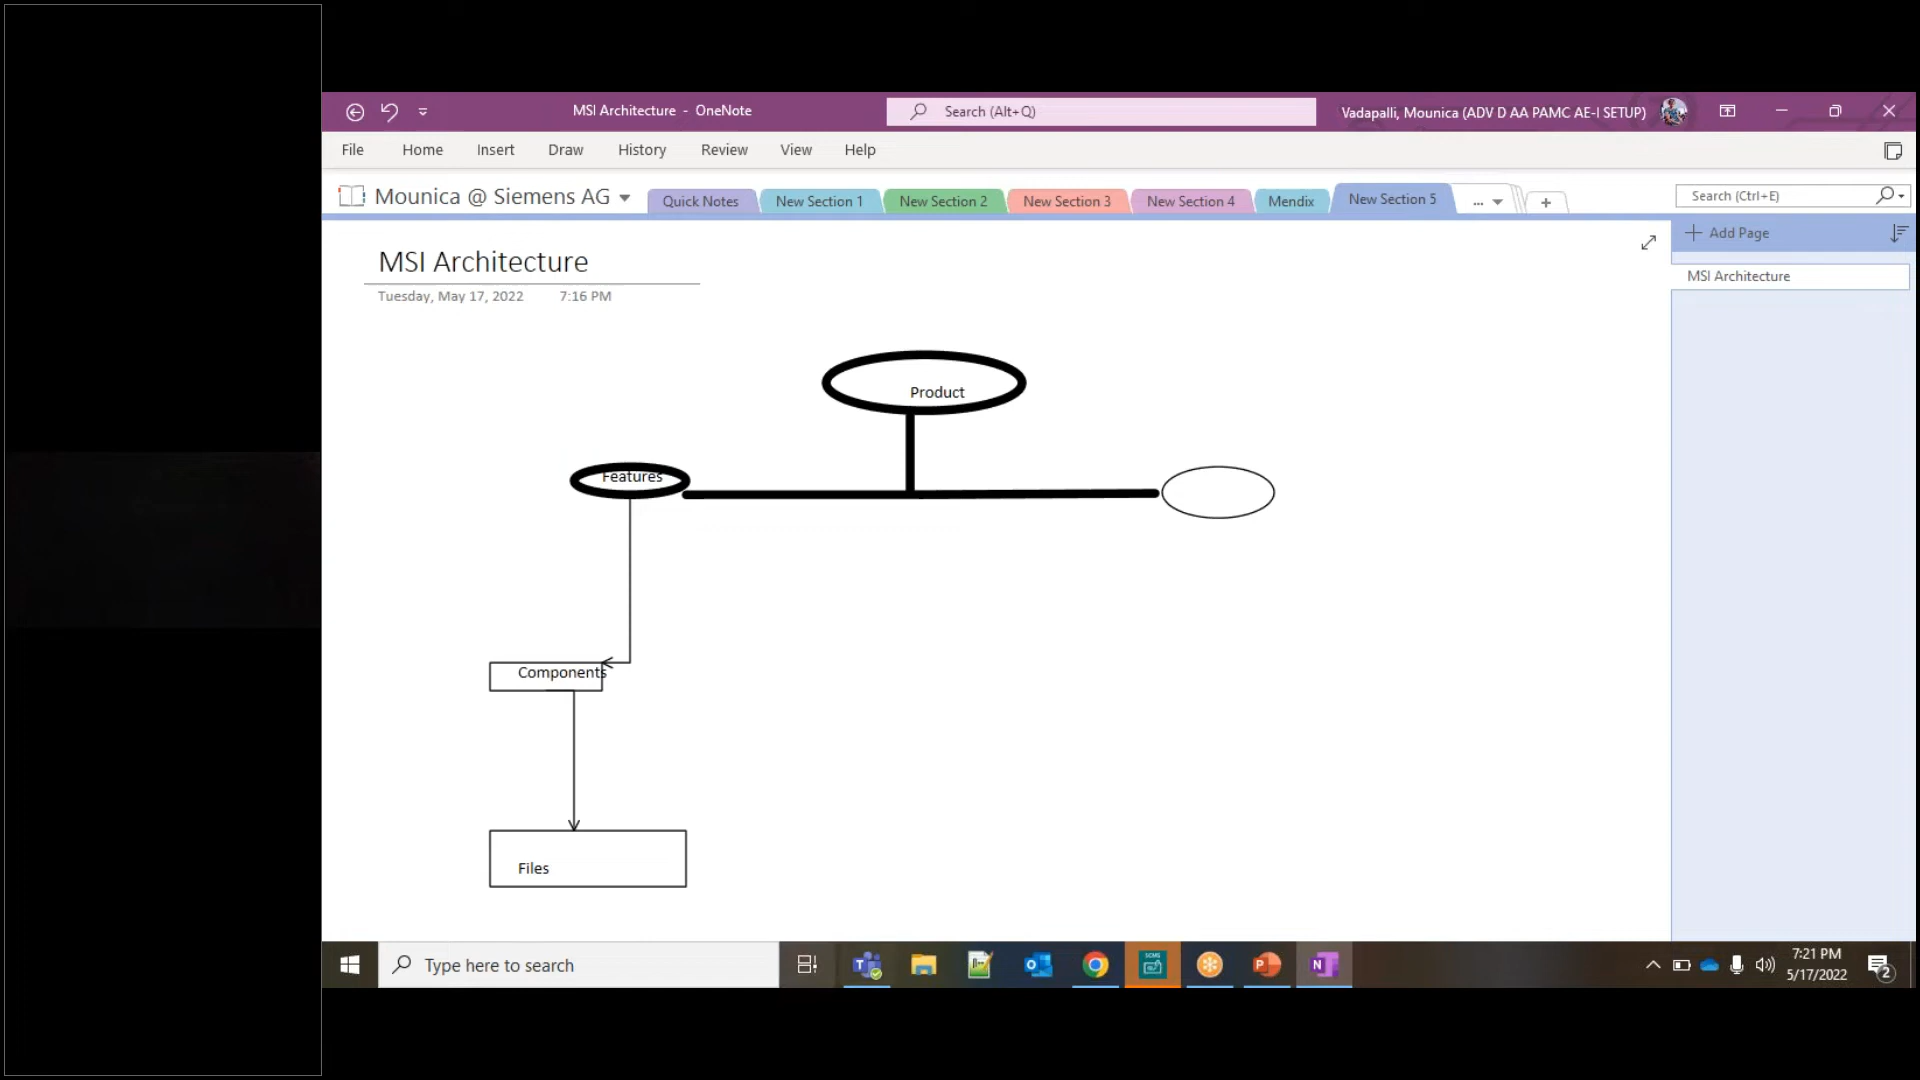 MSI Architecture - OneNote
Search (Alt+Q)
Vadapalli, Mounica (ADV D AA PAMC AE-I SETUP)
File Home Insert Draw History Review View Help
Mounica @ Siemens AG
Quick Notes New Section 1 New Section 2 New Section 3 New Section 4 Mendix New Section 5 ...
Search (Ctrl+E)
Add Page
MSI Architecture
MSI Architecture
Tuesday, May 17, 2022 7:16 PM
Product
Features
Components
Files
Type here to search
SCMS
7:21 PM
5/17/2022
2